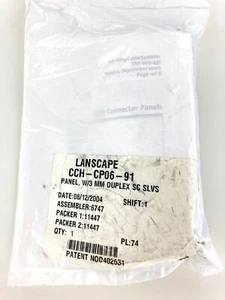 Connector Panels
LANSCAPE
CCH-CP06-91
PANEL, W/3 MM DUPLEX SC SLVS
DATE:08/12/2004 SHIFT:1
ASSEMBLER:6747
PACKER 1:11447
PACKER 2:11447
QTY: 1 PL:74
PATENT NOD402531